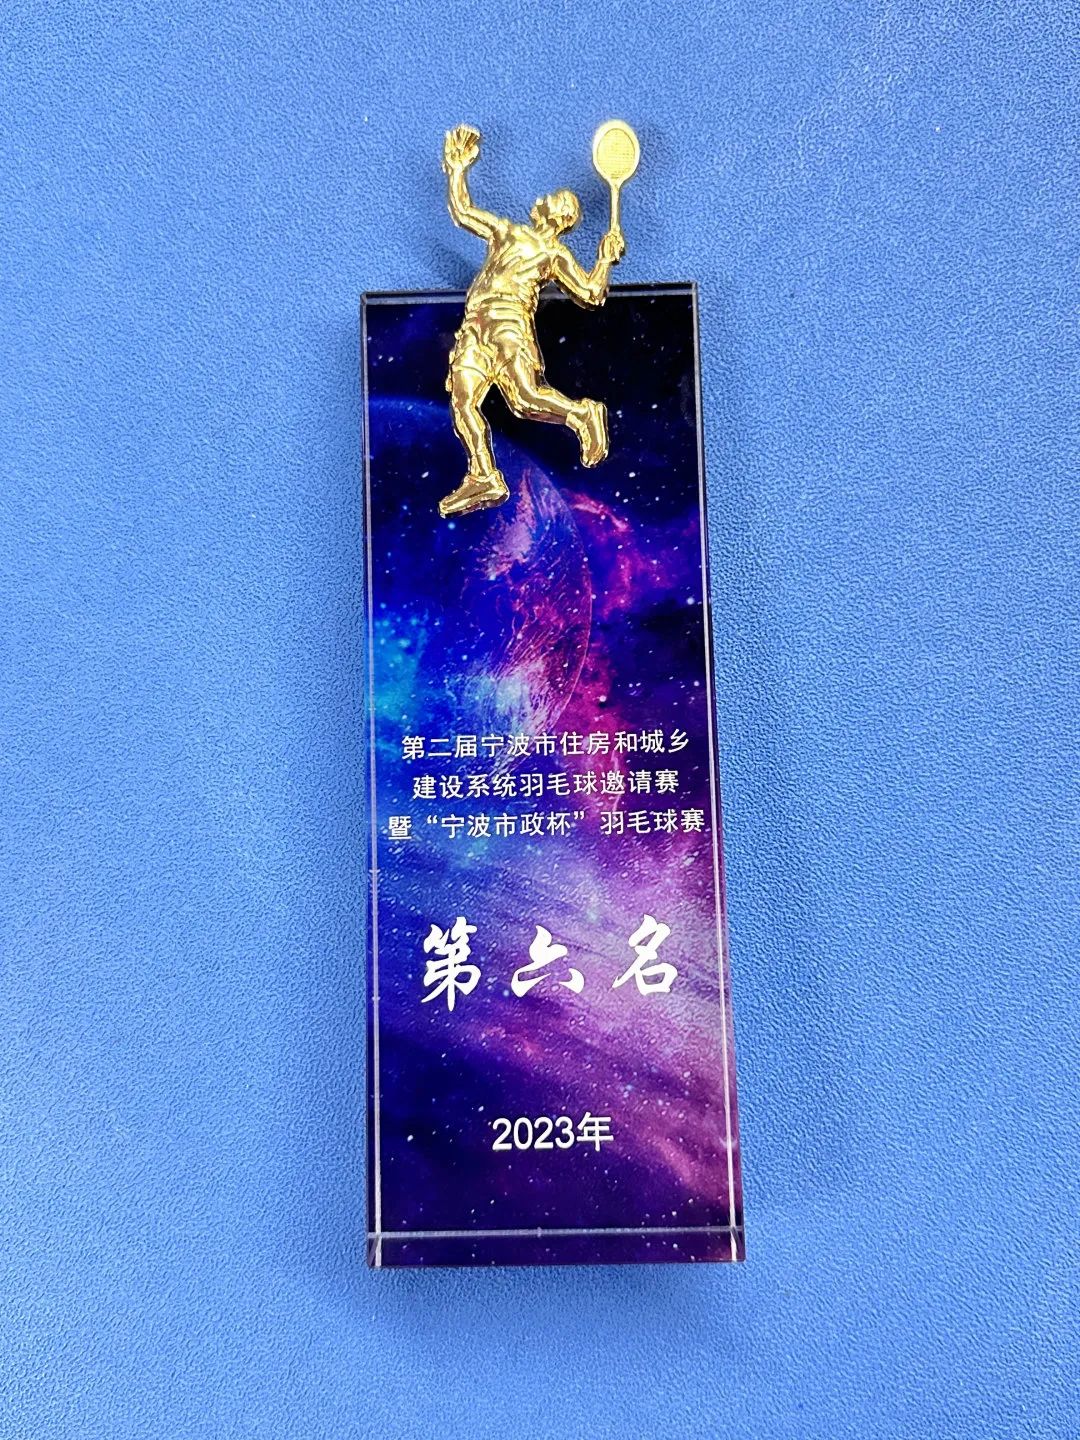 第二届宁波市住房和城乡
建设系统羽毛球邀请赛
暨“宁波市政杯”羽毛球赛
第六名
2023年